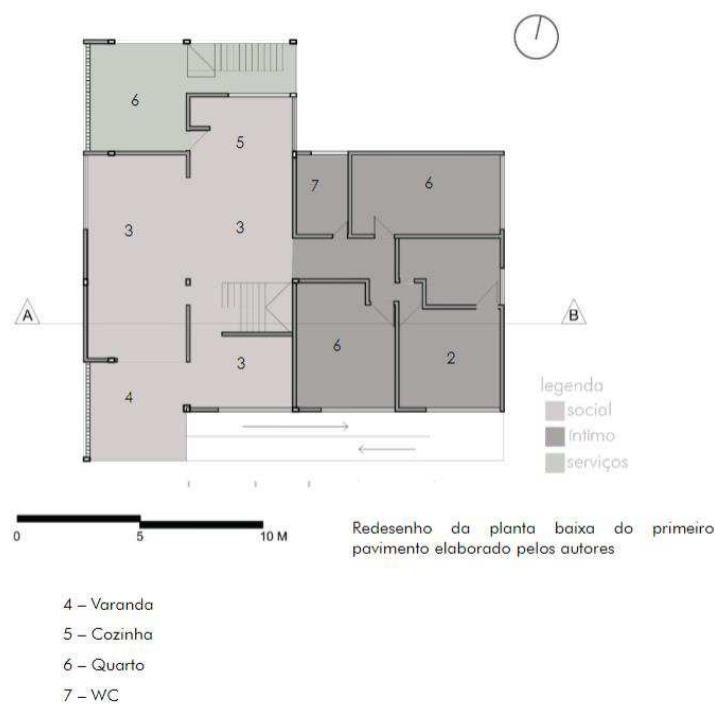 6
5
7
6
3
3
A
B
3
6
2
4
legenda
social
íntimo
serviços
0
5
10 M
Redesenho da planta baixa do primeiro
pavimento elaborado pelos autores
4 – Varanda
5 – Cozinha
6 – Quarto
7 – WC